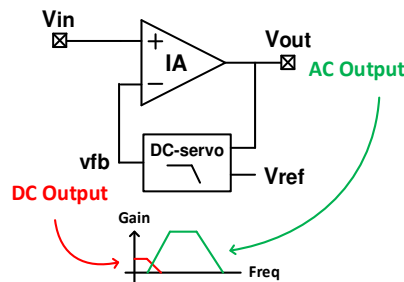 Vin
Vout
+
IA
−
AC Output
DC-servo
vfb
Vref
DC Output
Gain
Freq